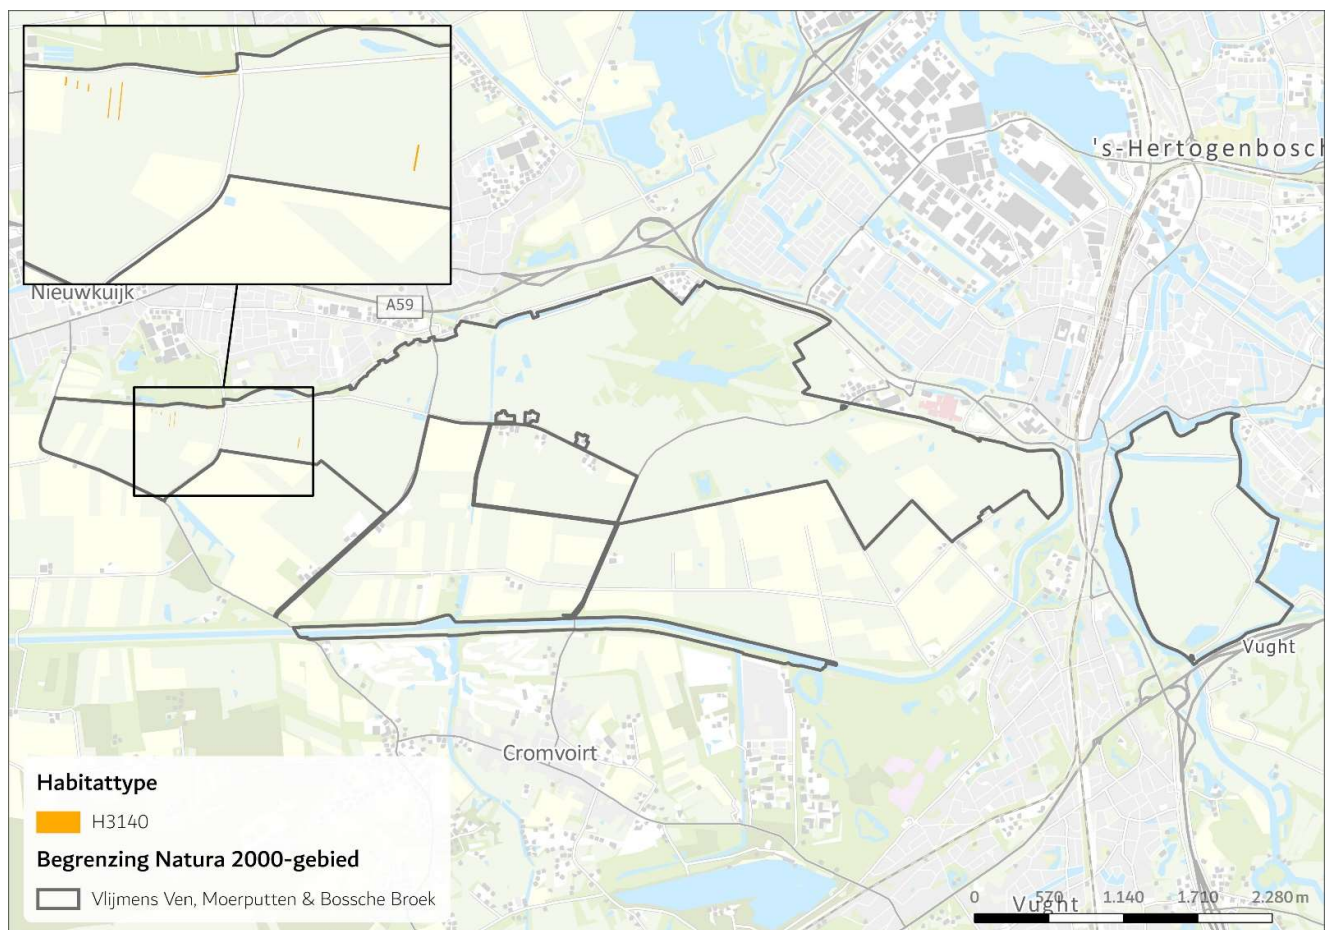 's-Hertogenbosch
Nieuwkuijk
A59
Vught
Cromvoirt
Habitattype
H3140
Begrenzing Natura 2000-gebied
Vlijmens Ven, Moerputten & Bossche Broek
0 570 1.140 1.710 2.280 m
Vught